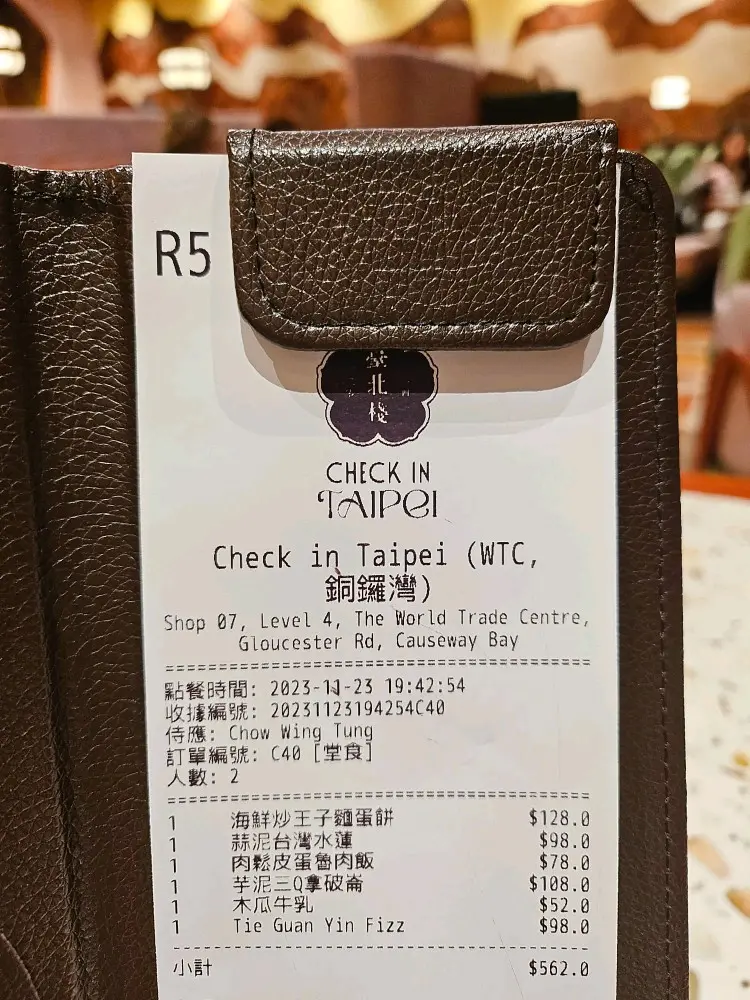 R5
北
棧
CHECK IN
TAIPEI
Check in Taipei (WTC,
銅鑼灣)
Shop 07, Level 4, The World Trade Centre,
Gloucester Rd, Causeway Bay
點餐時間: 2023-11-23 19:42:54
收據編號: 20231123194254C40
侍應: Chow Wing Tung
訂單編號: C40 [堂食]
人數: 2
1 海鮮炒王子麵蛋餅 $128.0
1 蒜泥台灣水蓮 $98.0
1 肉鬆皮蛋魯肉飯 $78.0
1 芋泥三Q拿破崙 $108.0
1 木瓜牛乳 $52.0
1 Tie Guan Yin Fizz $98.0
小計 $562.0